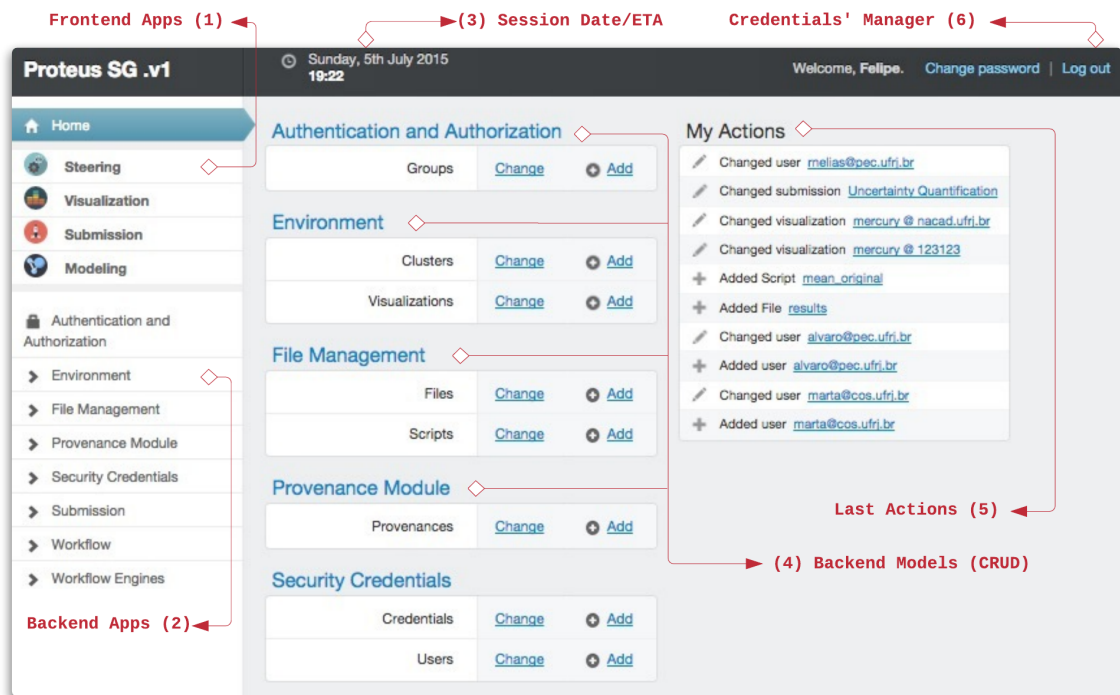 Frontend Apps (1)
(3) Session Date/ETA
Credentials' Manager (6)
Proteus SG .v1
Sunday, 5th July 2015
19:22
Welcome, Felipe. Change password | Log out
Home
Steering
Visualization
Submission
Modeling
Authentication and
Authorization
Environment
File Management
Provenance Module
Security Credentials
Submission
Workflow
Workflow Engines
Backend Apps (2)
Authentication and Authorization
Groups Change Add
Environment
Clusters Change Add
Visualizations Change Add
File Management
Files Change Add
Scripts Change Add
Provenance Module
Provenances Change Add
Security Credentials
Credentials Change Add
Users Change Add
My Actions
Changed user melias@pec.ufrj.br
Changed submission Uncertainty Quantification
Changed visualization mercury @ nacad.ufrj.br
Changed visualization mercury @ 123123
Added Script mean_original
Added File results
Changed user alvaro@pec.ufrj.br
Added user alvaro@pec.ufrj.br
Changed user marta@cos.ufrj.br
Added user marta@cos.ufrj.br
Last Actions (5)
(4) Backend Models (CRUD)